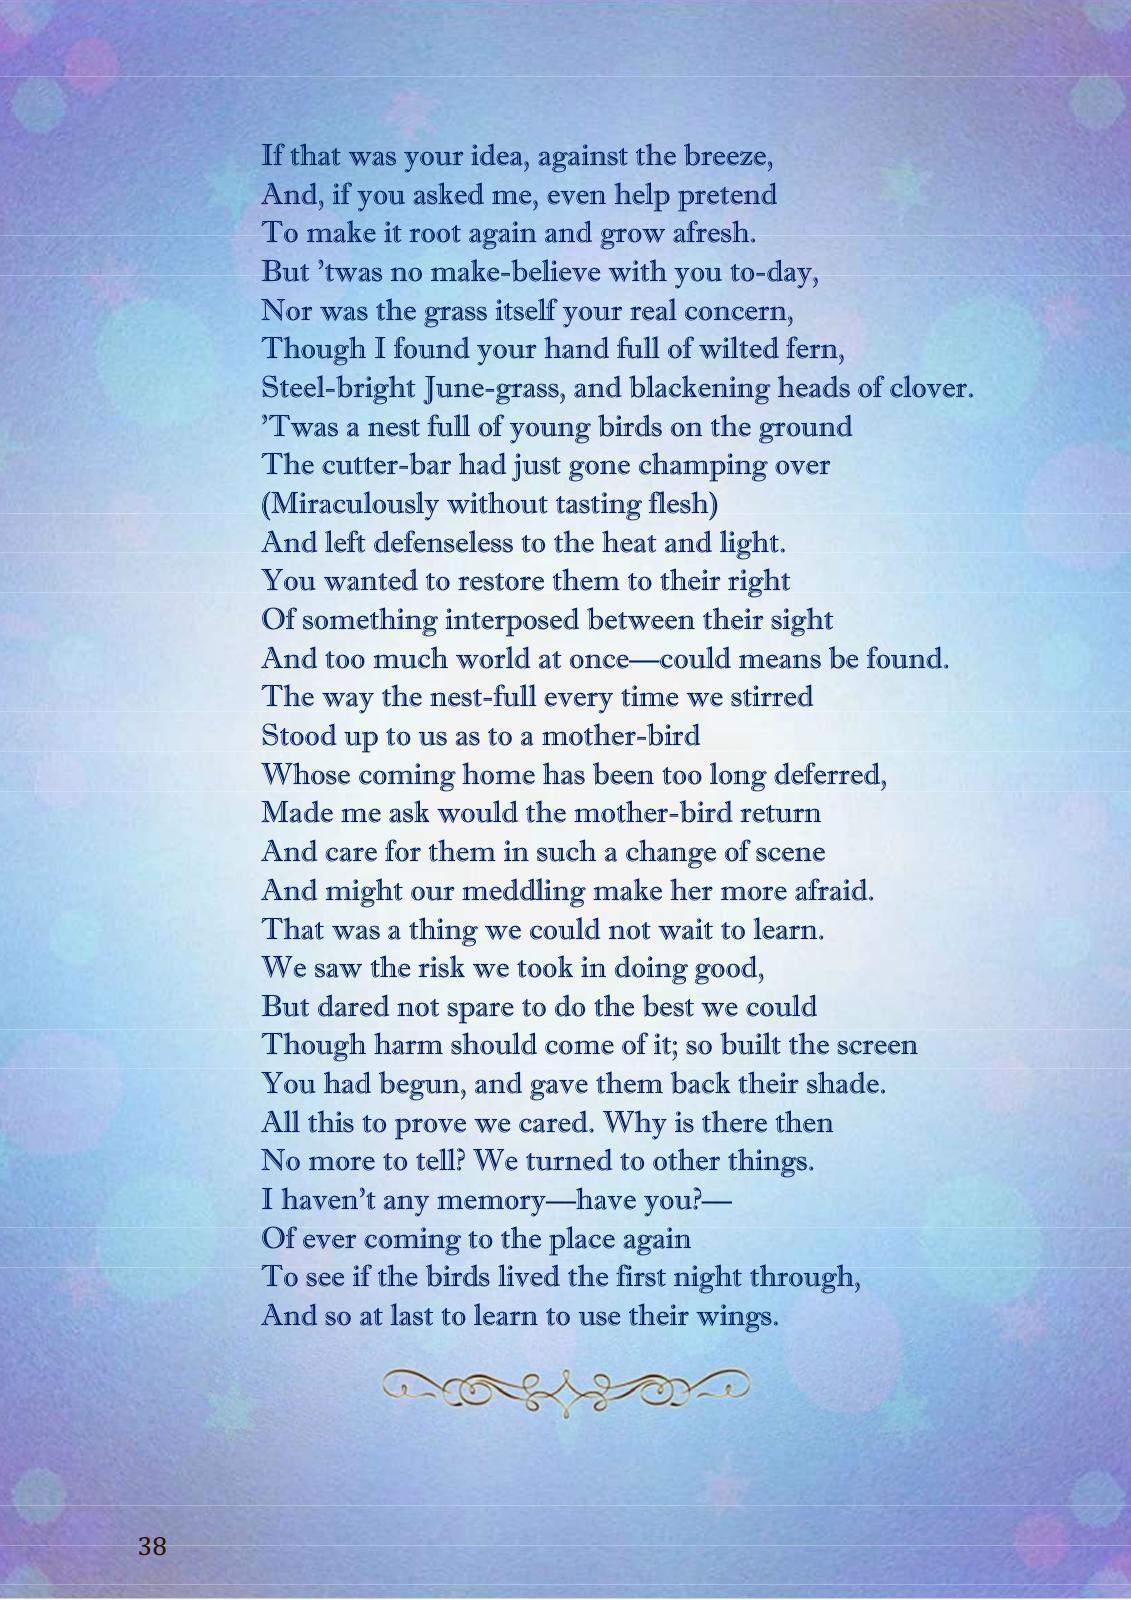 If that was your idea, against the breeze,
And, if you asked me, even help pretend
To make it root again and grow afresh.
But ’twas no make-believe with you to-day,
Nor was the grass itself your real concern,
Though I found your hand full of wilted fern,
Steel-bright June-grass, and blackening heads of clover.
’Twas a nest full of young birds on the ground
The cutter-bar had just gone champing over
(Miraculously without tasting flesh)
And left defenseless to the heat and light.
You wanted to restore them to their right
Of something interposed between their sight
And too much world at once—could means be found.
The way the nest-full every time we stirred
Stood up to us as to a mother-bird
Whose coming home has been too long deferred,
Made me ask would the mother-bird return
And care for them in such a change of scene
And might our meddling make her more afraid.
That was a thing we could not wait to learn.
We saw the risk we took in doing good,
But dared not spare to do the best we could
Though harm should come of it; so built the screen
You had begun, and gave them back their shade.
All this to prove we cared. Why is there then
No more to tell? We turned to other things.
I haven’t any memory—have you?—
Of ever coming to the place again
To see if the birds lived the first night through,
And so at last to learn to use their wings.
38